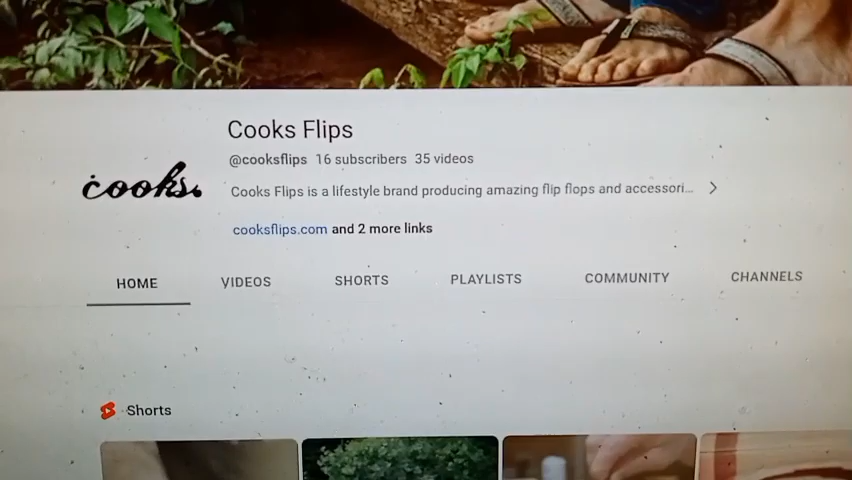 Cooks Flips
@cooksflips 16 subscribers 35 videos
cooks.
Cooks Flips is a lifestyle brand producing amazing flip flops and accessori...
cooksflips.com and 2 more links
HOME VIDEOS SHORTS PLAYLISTS COMMUNITY CHANNELS
Shorts